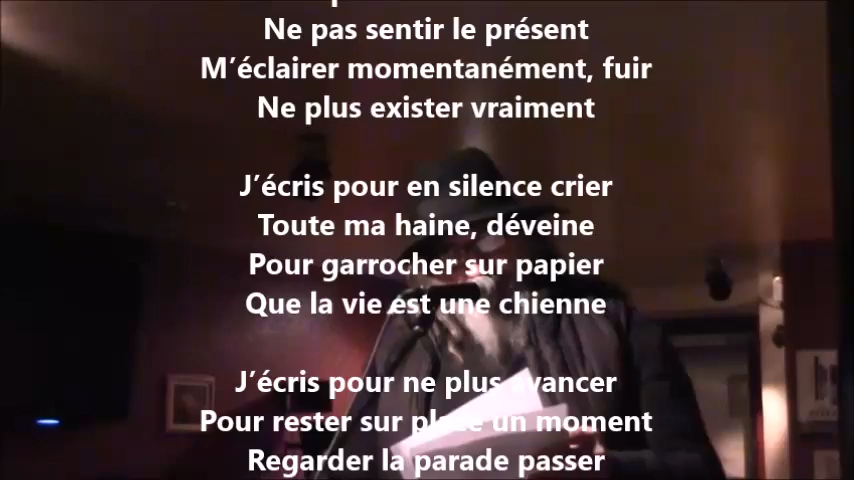 Ne pas sentir le présent
M’éclairer momentanément, fuir
Ne plus exister vraiment
J’écris pour en silence crier
Toute ma haine, déveine
Pour garrocher sur papier
Que la vie est une chienne
J’écris pour ne plus avancer
Pour rester sur place un moment
Regarder la parade passer